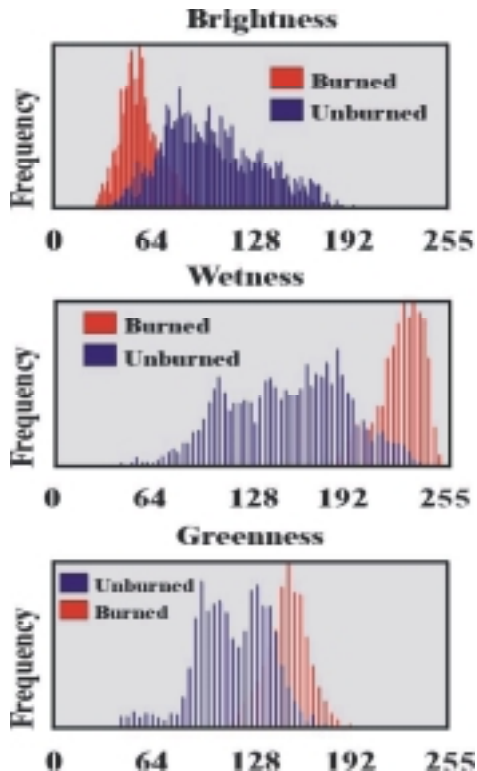 Brightness
Frequency
Burned
Unburned
0 64 128 192 255
Wetness
Frequency
Burned
Unburned
0 64 128 192 255
Greenness
Frequency
Unburned
Burned
0 64 128 192 255